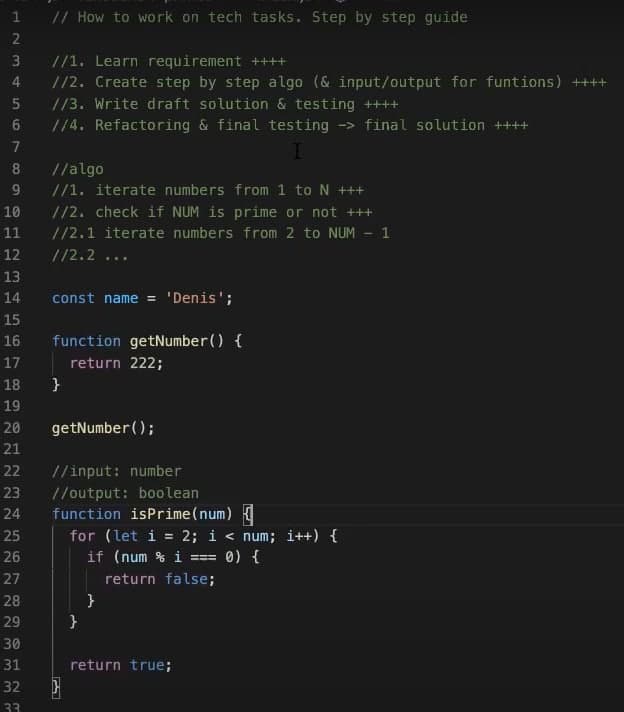 1 // How to work on tech tasks. Step by step guide
2
3 //1. Learn requirement ++++
4 //2. Create step by step algo (& input/output for funtions) ++++
5 //3. Write draft solution & testing ++++
6 //4. Refactoring & final testing -> final solution ++++
7
8 //algo
9 //1. iterate numbers from 1 to N +++
10 //2. check if NUM is prime or not +++
11 //2.1 iterate numbers from 2 to NUM - 1
12 //2.2 ...
13
14 const name = 'Denis';
15
16 function getNumber() {
17   return 222;
18 }
19
20 getNumber();
21
22 //input: number
23 //output: boolean
24 function isPrime(num) {
25   for (let i = 2; i < num; i++) {
26     if (num % i === 0) {
27       return false;
28     }
29   }
30
31   return true;
32 }
33